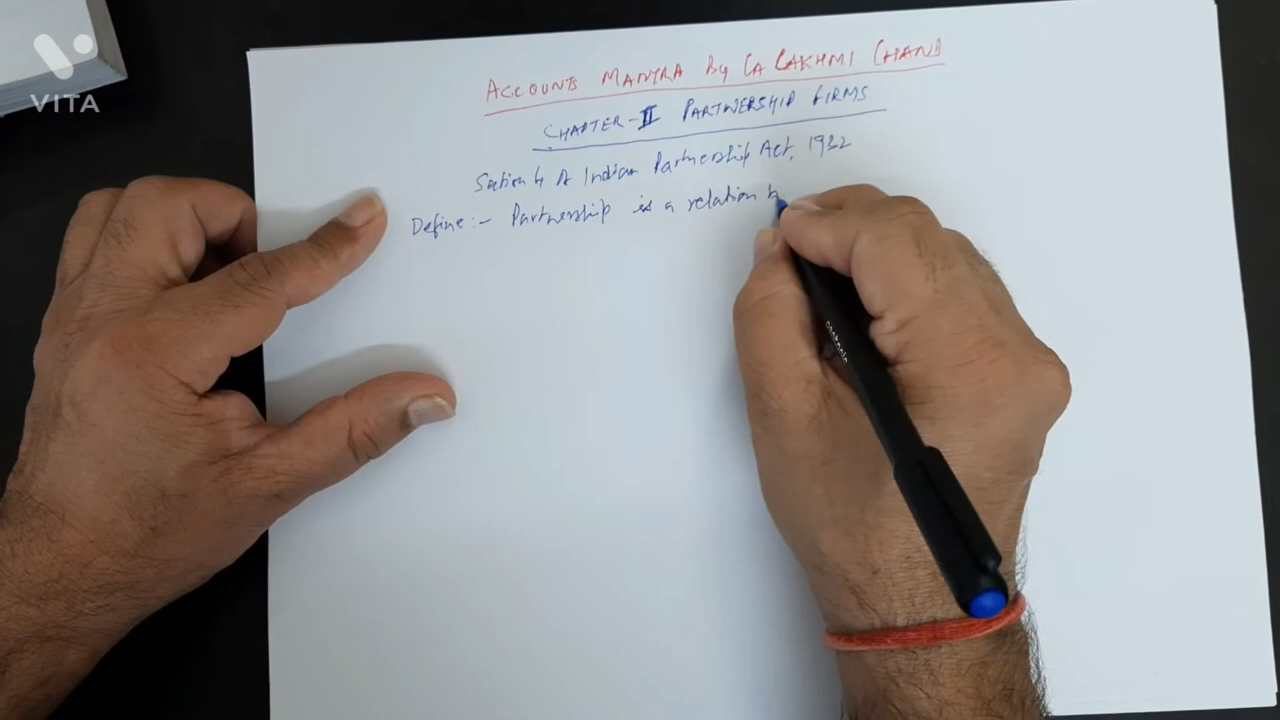 VITA
ACCOUNTS MANTRA By CA LAKHMI CHAND
CHAPTER-II PARTNERSHIP FIRMS
Section 4 of Indian Partnership Act, 1932
Define:- Partnership is a relation b